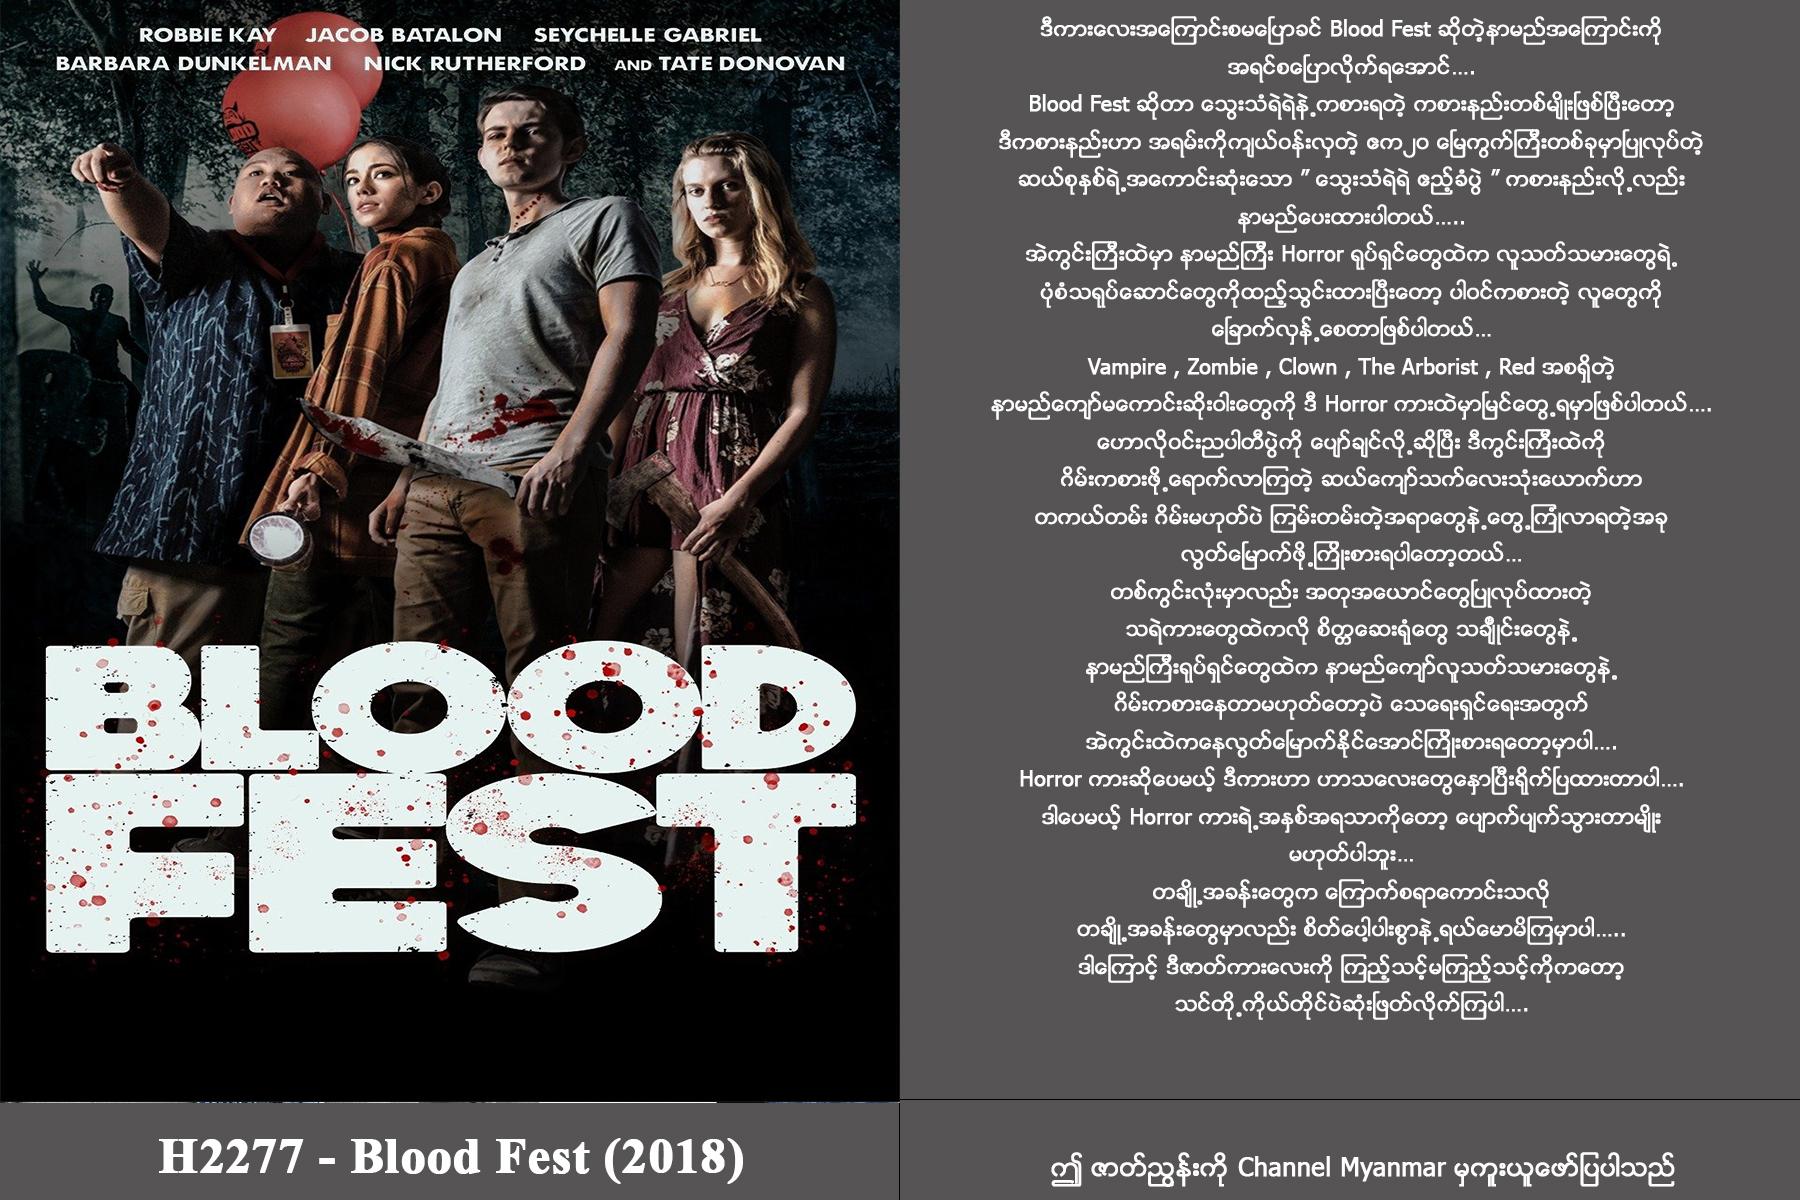 ROBBIE KAY JACOB BATALON SEYCHELLE GABRIEL
BARBARA DUNKELMAN NICK RUTHERFORD AND TATE DONOVAN
BLOOD
FEST
H2277 - Blood Fest (2018)
ဒီကားလေးအကြောင်းစမပြောခင် Blood Fest ဆိုတဲ့နာမည်အကြောင်းကို
အရင်စပြောလိုက်ရအောင်....
Blood Fest ဆိုတာ သွေးသံရဲရဲနဲ့ကစားရတဲ့ ကစားနည်းတစ်မျိုးဖြစ်ပြီးတော့
ဒီကစားနည်းဟာ အရမ်းကိုကျယ်ဝန်းလှတဲ့ ဧက၂၀ မြေကွက်ကြီးတစ်ခုမှာပြုလုပ်တဲ့
ဆယ်စုနှစ်ရဲ့အကောင်းဆုံးသော " သွေးသံရဲရဲ ဧည့်ခံပွဲ " ကစားနည်းလို့လည်း
နာမည်ပေးထားပါတယ်.....
အဲကွင်းကြီးထဲမှာ နာမည်ကြီး Horror ရုပ်ရှင်တွေထဲက လူသတ်သမားတွေရဲ့
ပုံစံသရုပ်ဆောင်တွေကိုထည့်သွင်းထားပြီးတော့ ပါဝင်ကစားတဲ့ လူတွေကို
ခြောက်လှန့်စေတာဖြစ်ပါတယ်...
Vampire , Zombie , Clown , The Arborist , Red အစရှိတဲ့
နာမည်ကျော်မကောင်းဆိုးဝါးတွေကို ဒီ Horror ကားထဲမှာမြင်တွေ့ရမှာဖြစ်ပါတယ်....
ဟောလိုဝင်းညပါတီပွဲကို ပျော်ချင်လို့ဆိုပြီး ဒီကွင်းကြီးထဲကို
ဂိမ်းကစားဖို့ရောက်လာကြတဲ့ ဆယ်ကျော်သက်လေးသုံးယောက်ဟာ
တကယ်တမ်း ဂိမ်းမဟုတ်ပဲ ကြမ်းတမ်းတဲ့အရာတွေနဲ့တွေ့ကြုံလာရတဲ့အခု
လွတ်မြောက်ဖို့ကြိုးစားရပါတော့တယ်...
တစ်ကွင်းလုံးမှာလည်း အတုအယောင်တွေပြုလုပ်ထားတဲ့
သရဲကားတွေထဲကလို စိတ္တဆေးရုံတွေ သချႋုင်းတွေနဲ့
နာမည်ကြီးရုပ်ရှင်တွေထဲက နာမည်ကျော်လူသတ်သမားတွေနဲ့
ဂိမ်းကစားနေတာမဟုတ်တော့ပဲ သေရေးရှင်ရေးအတွက်
အဲကွင်းထဲကနေလွတ်မြောက်နိုင်အောင်ကြိုးစားရတော့မှာပါ....
Horror ကားဆိုပေမယ့် ဒီကားဟာ ဟာသလေးတွေနှောပြီးရိုက်ပြထားတာပါ....
ဒါပေမယ့် Horror ကားရဲ့အနှစ်အရသာကိုတော့ ပျောက်ပျက်သွားတာမျိုး
မဟုတ်ပါဘူး...
တချို့အခန်းတွေက ကြောက်စရာကောင်းသလို
တချို့အခန်းတွေမှာလည်း စိတ်ပေါ့ပါးစွာနဲ့ရယ်မောမိကြမှာပါ.....
ဒါကြောင့် ဒီဇာတ်ကားလေးကို ကြည့်သင့်မကြည့်သင့်ကိုကတော့
သင်တို့ကိုယ်တိုင်ပဲဆုံးဖြတ်လိုက်ကြပါ....
ဤ ဇာတ်ညွှန်းကို Channel Myanmar မှကူးယူဖော်ပြပါသည်